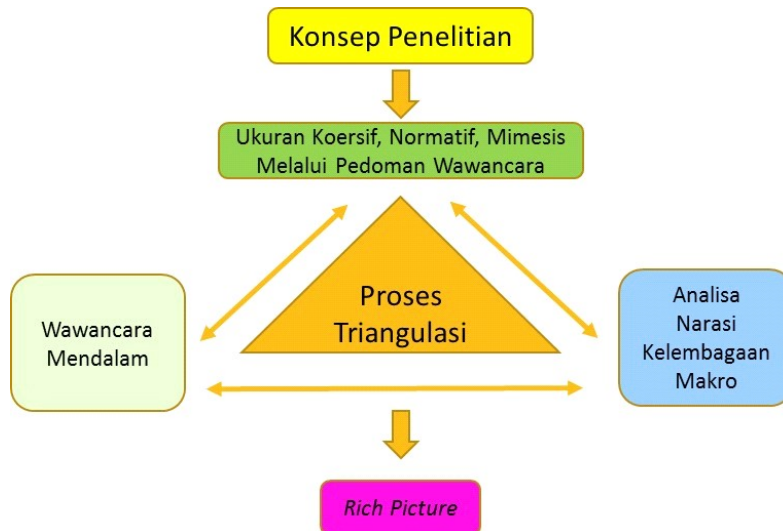 Konsep Penelitian
Ukuran Koersif, Normatif, Mimesis
Melalui Pedoman Wawancara
Proses
Triangulasi
Wawancara
Mendalam
Analisa
Narasi
Kelembagaan
Makro
Rich Picture